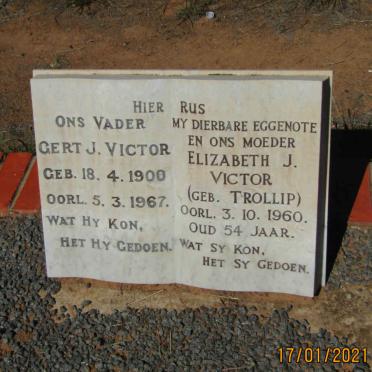 HIER RUS
ONS VADER
GERT J. VICTOR
GEB. 18. 4. 1900
OORL. 5. 3. 1967.
WAT HY KON,
HET HY GEDOEN.
MY DIERBARE EGGENOTE
EN ONS MOEDER
ELIZABETH J.
VICTOR
(GEB. TROLLIP)
OORL. 3. 10. 1960.
OUD 54 JAAR.
WAT SY KON,
HET SY GEDOEN.
17/01/2021